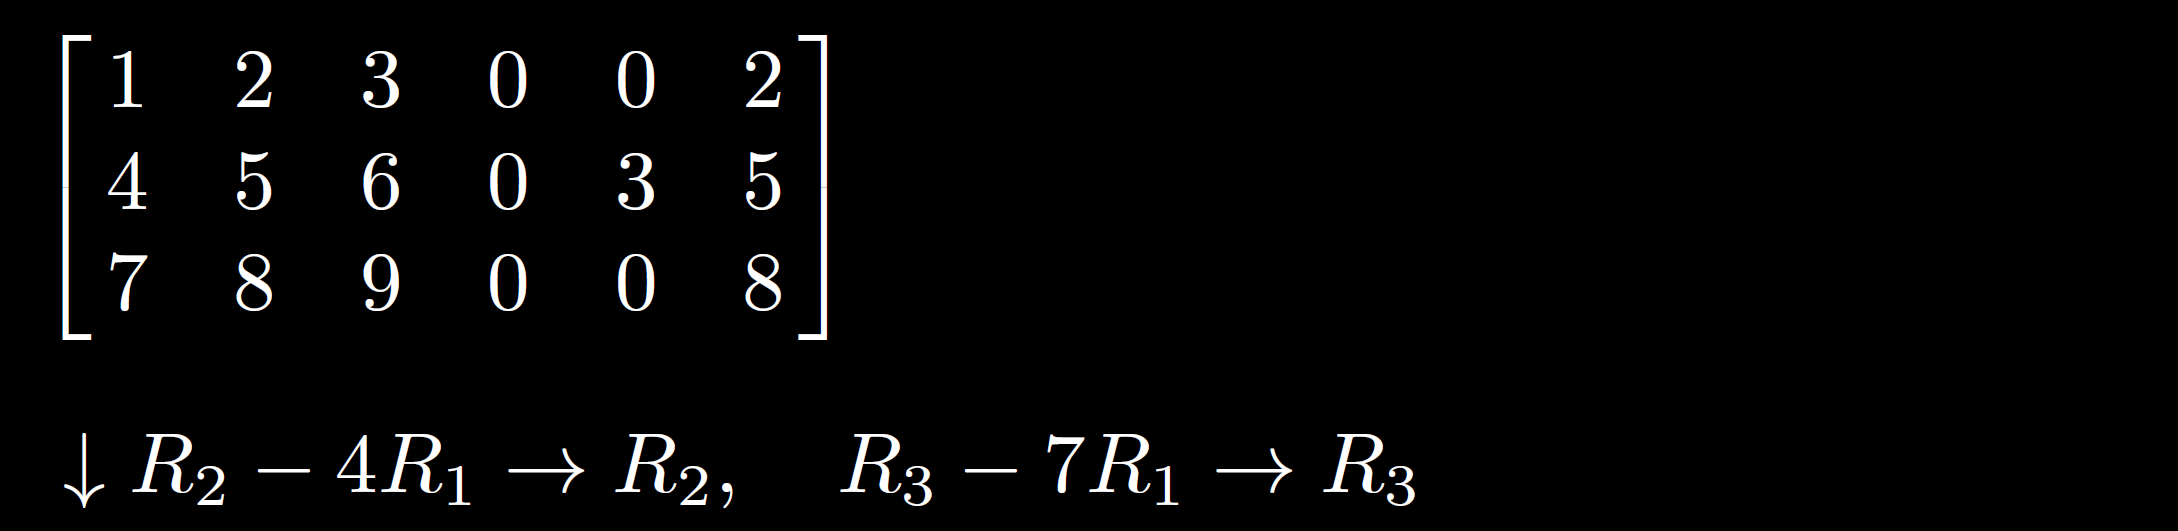 1 2 3 0 0 2
4 5 6 0 3 5
7 8 9 0 0 8
↓ R₂ − 4R₁ → R₂, R₃ − 7R₁ → R₃